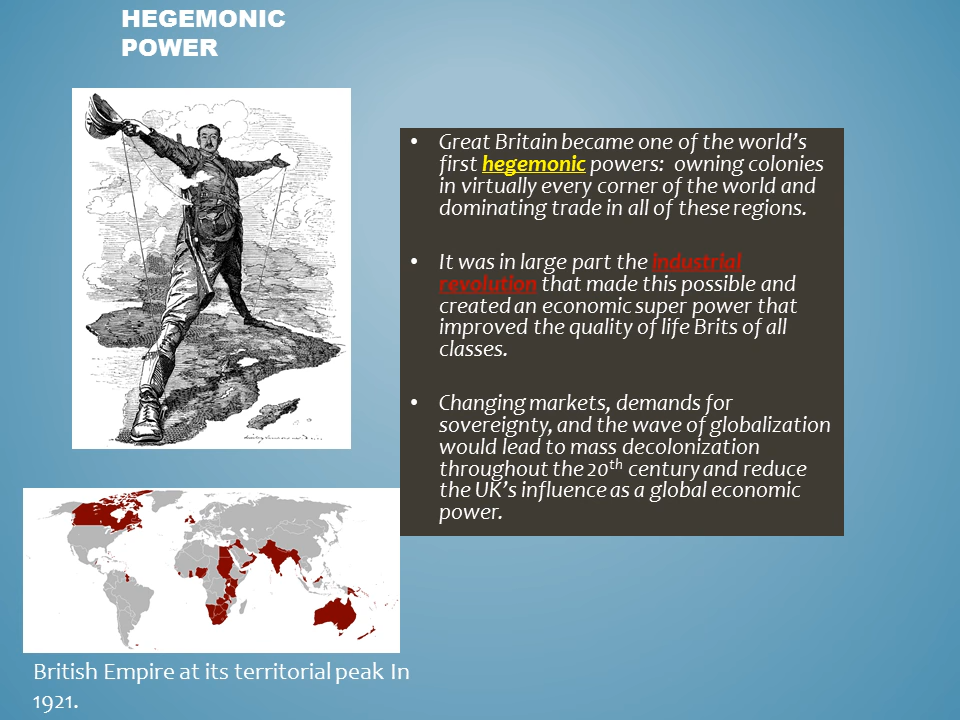 HEGEMONIC
POWER
• Great Britain became one of the world's
first hegemonic powers: owning colonies
in virtually every corner of the world and
dominating trade in all of these regions.
• It was in large part the industrial
revolution that made this possible and
created an economic super power that
improved the quality of life Brits of all
classes.
• Changing markets, demands for
sovereignty, and the wave of globalization
would lead to mass decolonization
throughout the 20th century and reduce
the UK's influence as a global economic
power.
British Empire at its territorial peak In
1921.